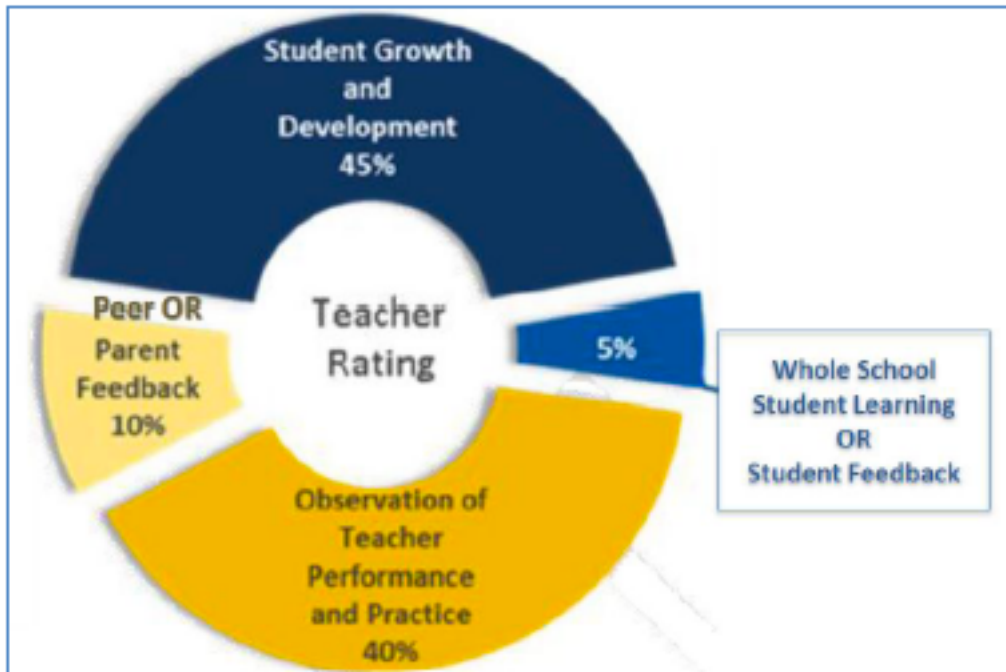 Student Growth
and
Development
45%
Peer OR
Parent
Feedback
10%
Teacher
Rating
5%
Whole School
Student Learning
OR
Student Feedback
Observation of
Teacher
Performance
and Practice
40%